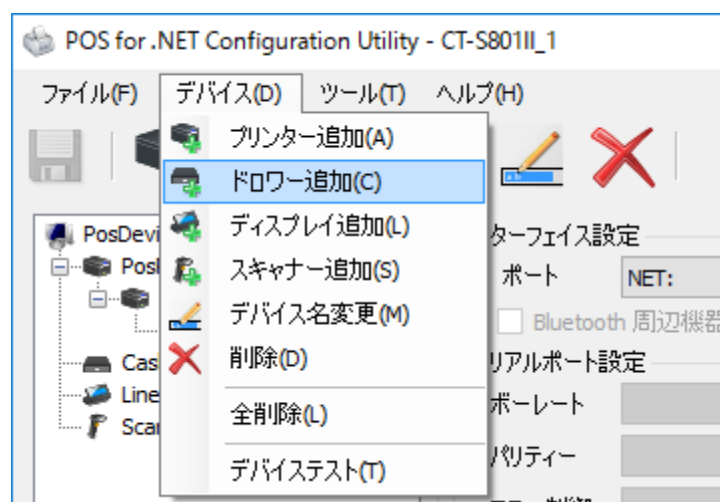 POS for .NET Configuration Utility - CT-S801II_1
ファイル(F) デバイス(D) ツール(T) ヘルプ(H)
プリンター追加(A)
ドロワー追加(C)
ディスプレイ追加(L)
スキャナー追加(S)
デバイス名変更(M)
削除(D)
全削除(L)
デバイステスト(T)
PosDevi
Pos
Cas
Line
Scar
ターフェイス設定
ポート NET:
Bluetooth 周辺機器
リアルポート設定
ボーレート
パリティー